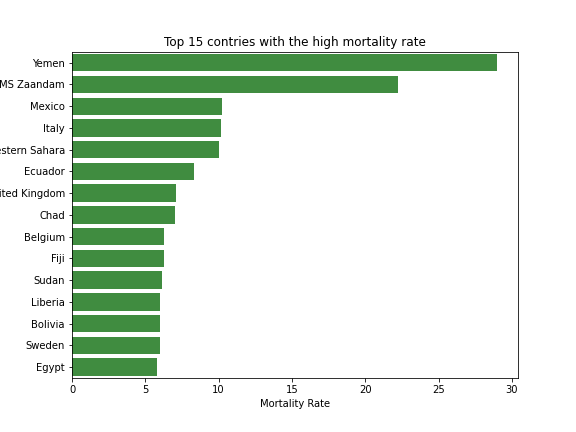 Top 15 contries with the high mortality rate
Yemen
MS Zaandam
Mexico
Italy
estern Sahara
Ecuador
ited Kingdom
Chad
Belgium
Fiji
Sudan
Liberia
Bolivia
Sweden
Egypt
0 5 10 15 20 25 30
Mortality Rate